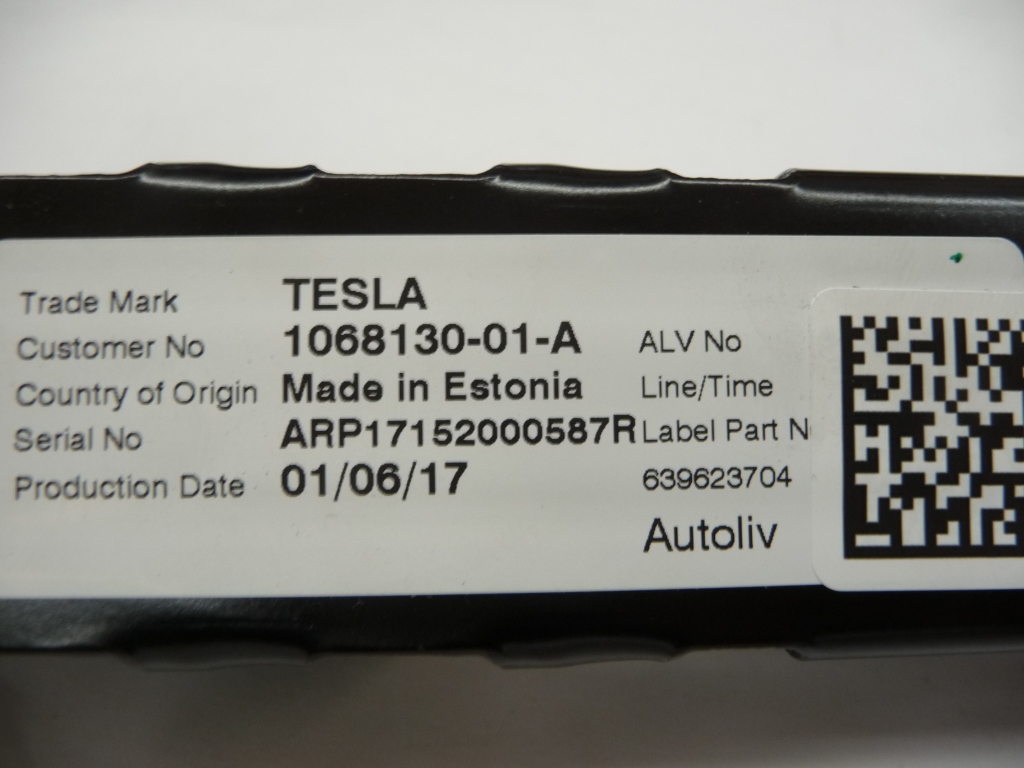 Trade Mark TESLA
Customer No 1068130-01-A ALV No
Country of Origin Made in Estonia Line/Time
Serial No ARP17152000587R Label Part N
Production Date 01/06/17 639623704
Autoliv